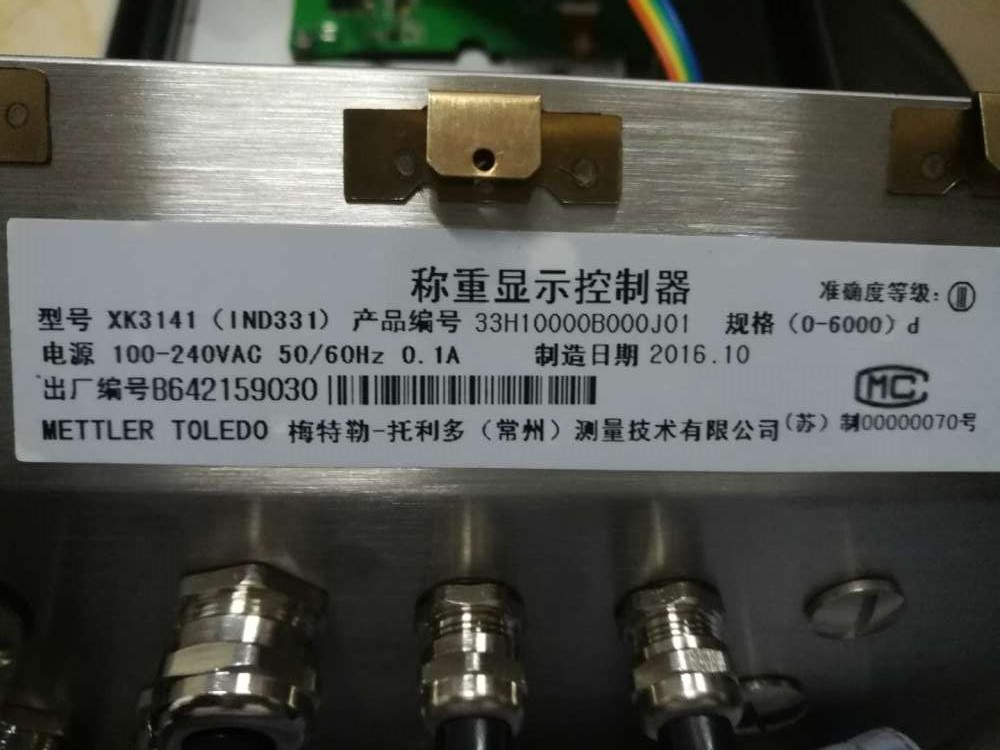 称重显示控制器
准确度等级：Ⅲ
型号 XK3141（IND331） 产品编号 33H10000B000J01 规格（0-6000）d
电源 100-240VAC 50/60Hz 0.1A 制造日期 2016.10
出厂编号B642159030
MC
METTLER TOLEDO 梅特勒-托利多（常州）测量技术有限公司（苏）制00000070号